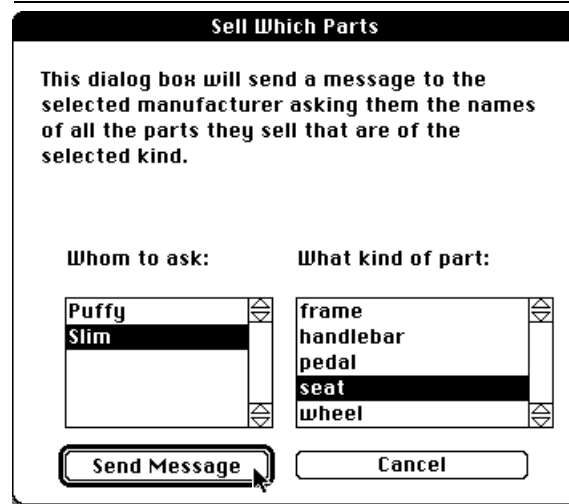 Sell Which Parts
This dialog box will send a message to the
selected manufacturer asking them the names
of all the parts they sell that are of the
selected kind.
Whom to ask:
What kind of part:
Puffy
Slim
frame
handlebar
pedal
seat
wheel
Send Message
Cancel